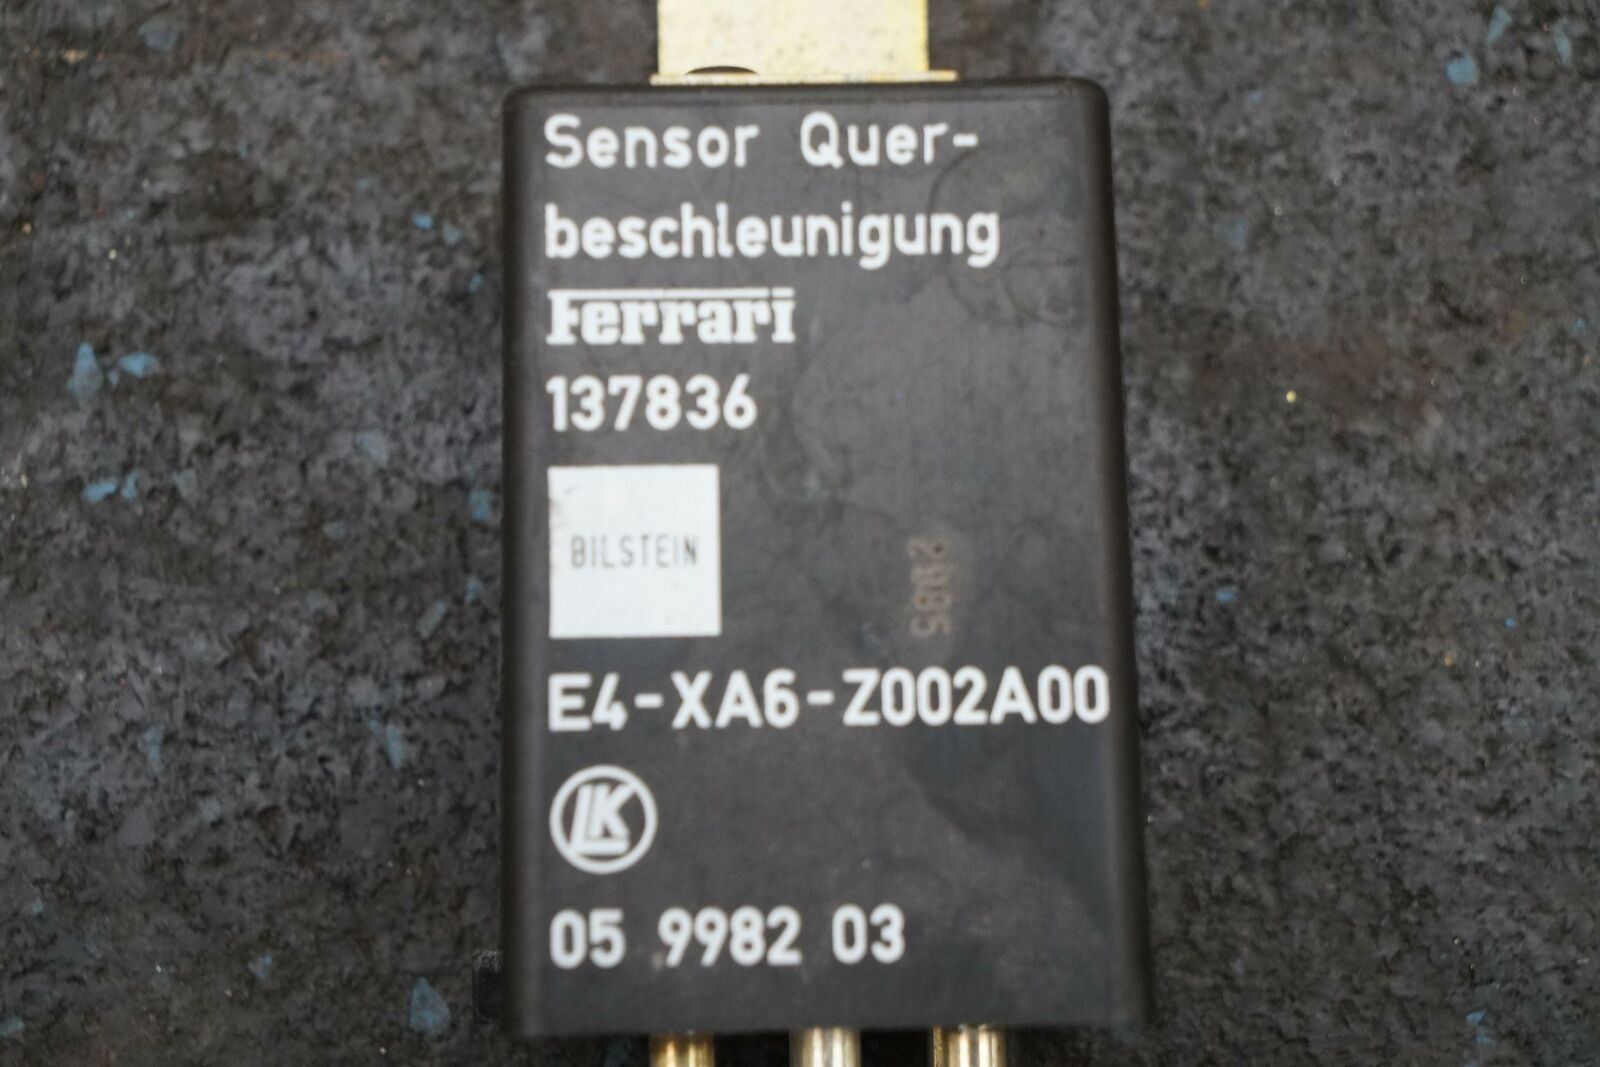 Sensor Quer-
beschleunigung
Ferrari
137836
BILSTEIN
E4-XA6-Z002A00
LK
05 9982 03